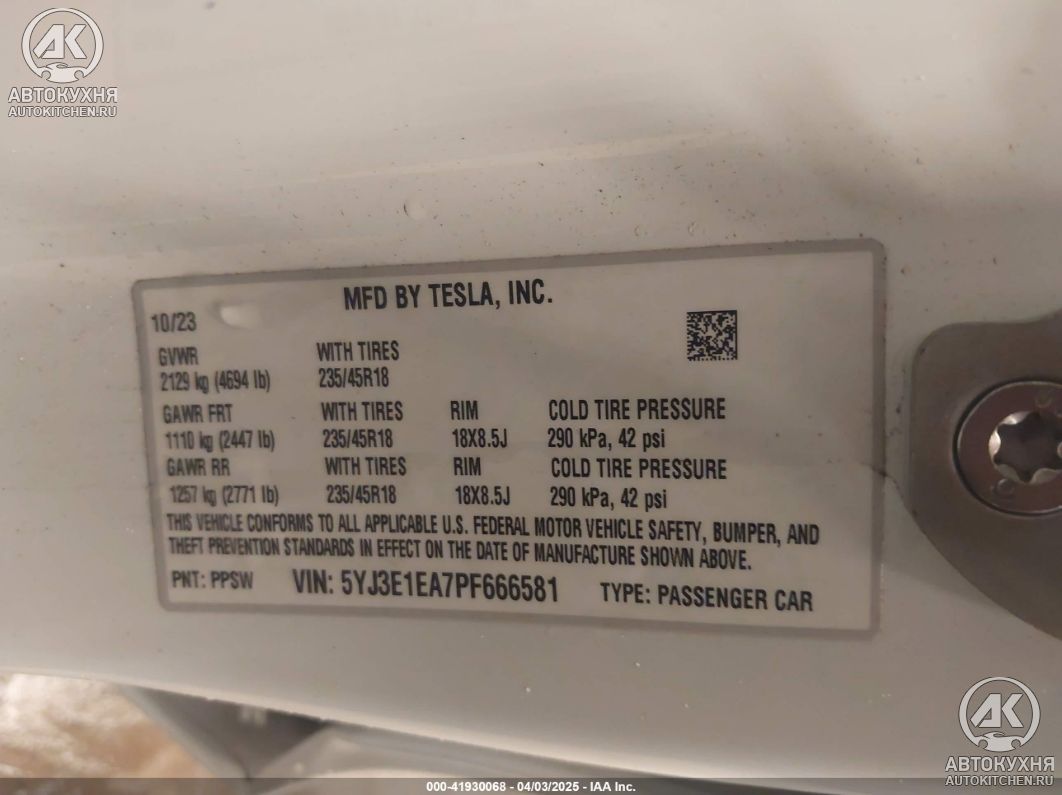 AK
АВТОКУХНЯ
AUTOKITCHEN.RU
MFD BY TESLA, INC.
10/23
GVWR WITH TIRES
2129 kg (4694 lb) 235/45R18
GAWR FRT WITH TIRES RIM COLD TIRE PRESSURE
1110 kg (2447 lb) 235/45R18 18X8.5J 290 kPa, 42 psi
GAWR RR WITH TIRES RIM COLD TIRE PRESSURE
1257 kg (2771 lb) 235/45R18 18X8.5J 290 kPa, 42 psi
THIS VEHICLE CONFORMS TO ALL APPLICABLE U.S. FEDERAL MOTOR VEHICLE SAFETY, BUMPER, AND
THEFT PREVENTION STANDARDS IN EFFECT ON THE DATE OF MANUFACTURE SHOWN ABOVE.
PNT: PPSW VIN: 5YJ3E1EA7PF666581 TYPE: PASSENGER CAR
AK
АВТОКУХНЯ
AUTOKITCHEN.RU
000-41930068 - 04/03/2025 - IAA Inc.